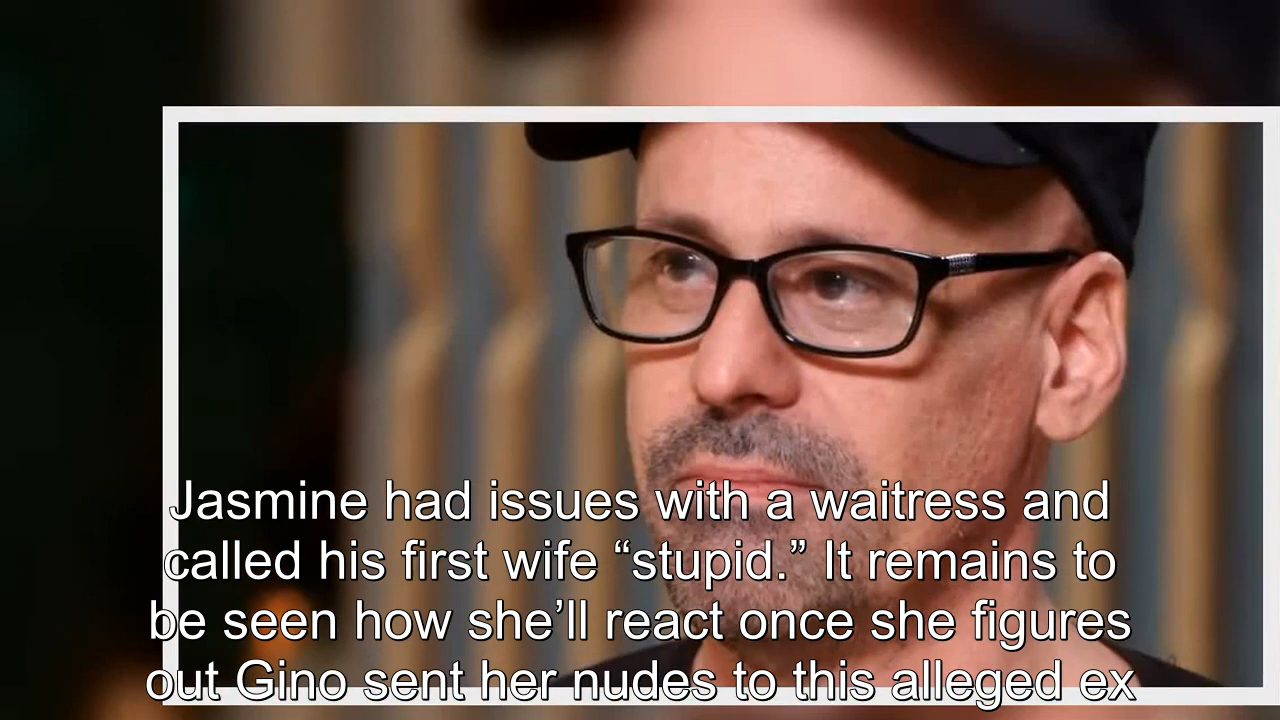 Jasmine had issues with a waitress and
called his first wife “stupid.” It remains to
be seen how she’ll react once she figures
out Gino sent her nudes to this alleged ex